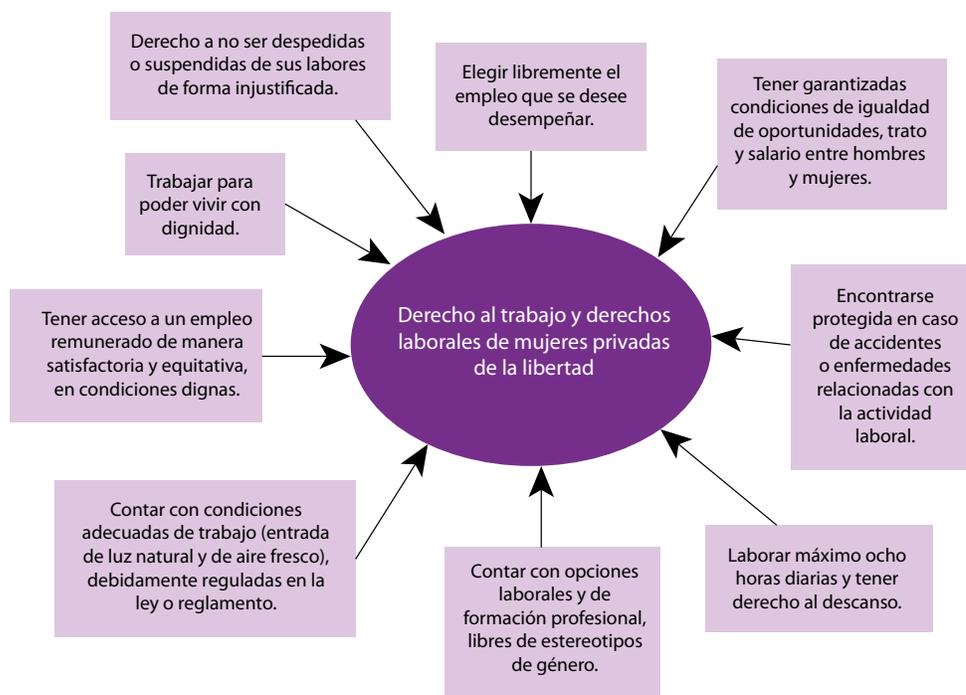 Derecho a no ser despedidas
o suspendidas de sus labores
de forma injustificada.
Elegir libremente el
empleo que se desee
desempeñar.
Tener garantizadas
condiciones de igualdad
de oportunidades, trato
y salario entre hombres
y mujeres.
Trabajar para
poder vivir con
dignidad.
Derecho al trabajo y derechos
laborales de mujeres privadas
de la libertad
Encontrarse
protegida en caso
de accidentes
o enfermedades
relacionadas con
la actividad
laboral.
Tener acceso a un empleo
remunerado de manera
satisfactoria y equitativa,
en condiciones dignas.
Contar con condiciones
adecuadas de trabajo (entrada
de luz natural y de aire fresco),
debidamente reguladas en la
ley o reglamento.
Contar con opciones
laborales y de
formación profesional,
libres de estereotipos
de género.
Laborar máximo ocho
horas diarias y tener
derecho al descanso.